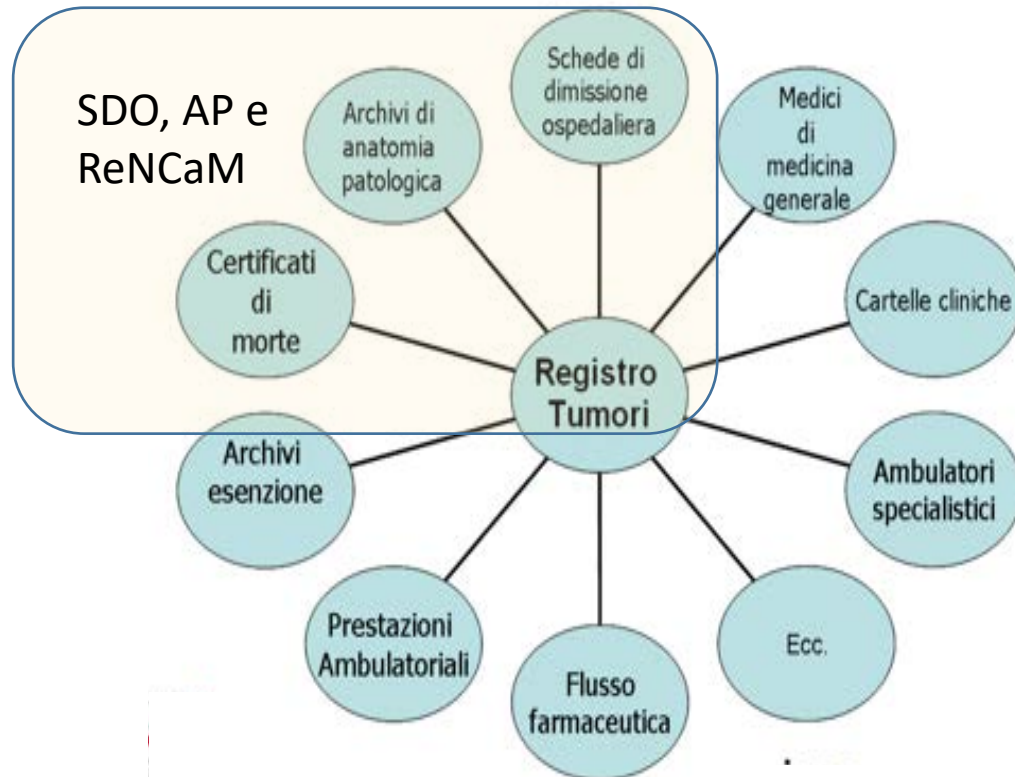 SDO, AP e
ReNCaM
Schede di
dimissione
ospedaliera
Archivi di
anatomia
patologica
Medici
di
medicina
generale
Certificati
di
morte
Cartelle cliniche
Registro
Tumori
Archivi
esenzione
Ambulatori
specialistici
Prestazioni
Ambulatoriali
Flusso
farmaceutica
Ecc.